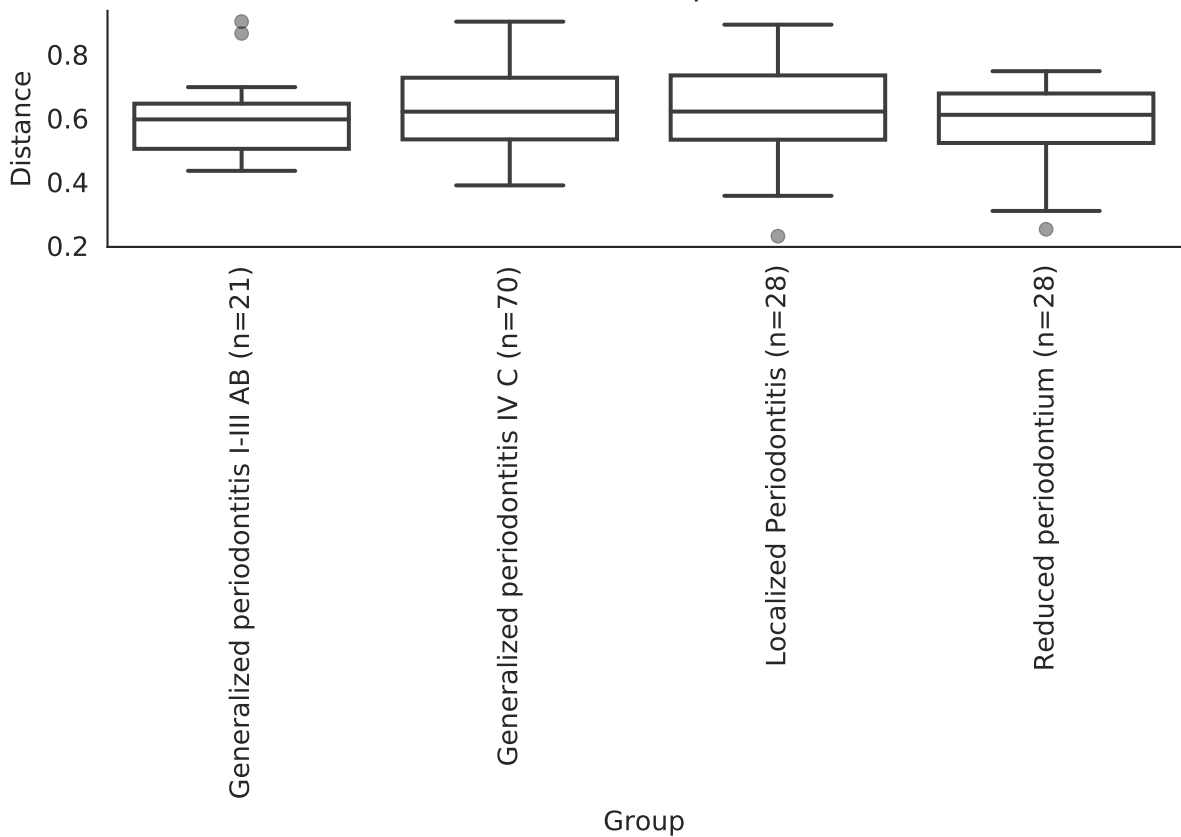 Distance
0.8
0.6
0.4
0.2
Generalized periodontitis I-III AB (n=21)
Generalized periodontitis IV C (n=70)
Localized Periodontitis (n=28)
Reduced periodontium (n=28)
Group